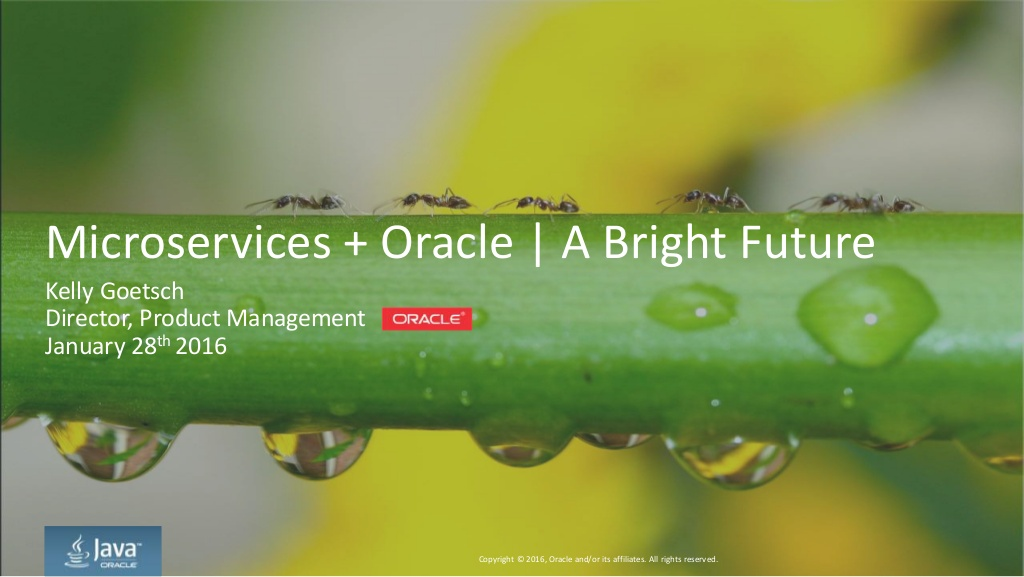 Microservices + Oracle | A Bright Future
Kelly Goetsch
Director, Product Management
ORACLE®
January 28th 2016
Java™
ORACLE
Copyright © 2016, Oracle and/or its affiliates. All rights reserved.